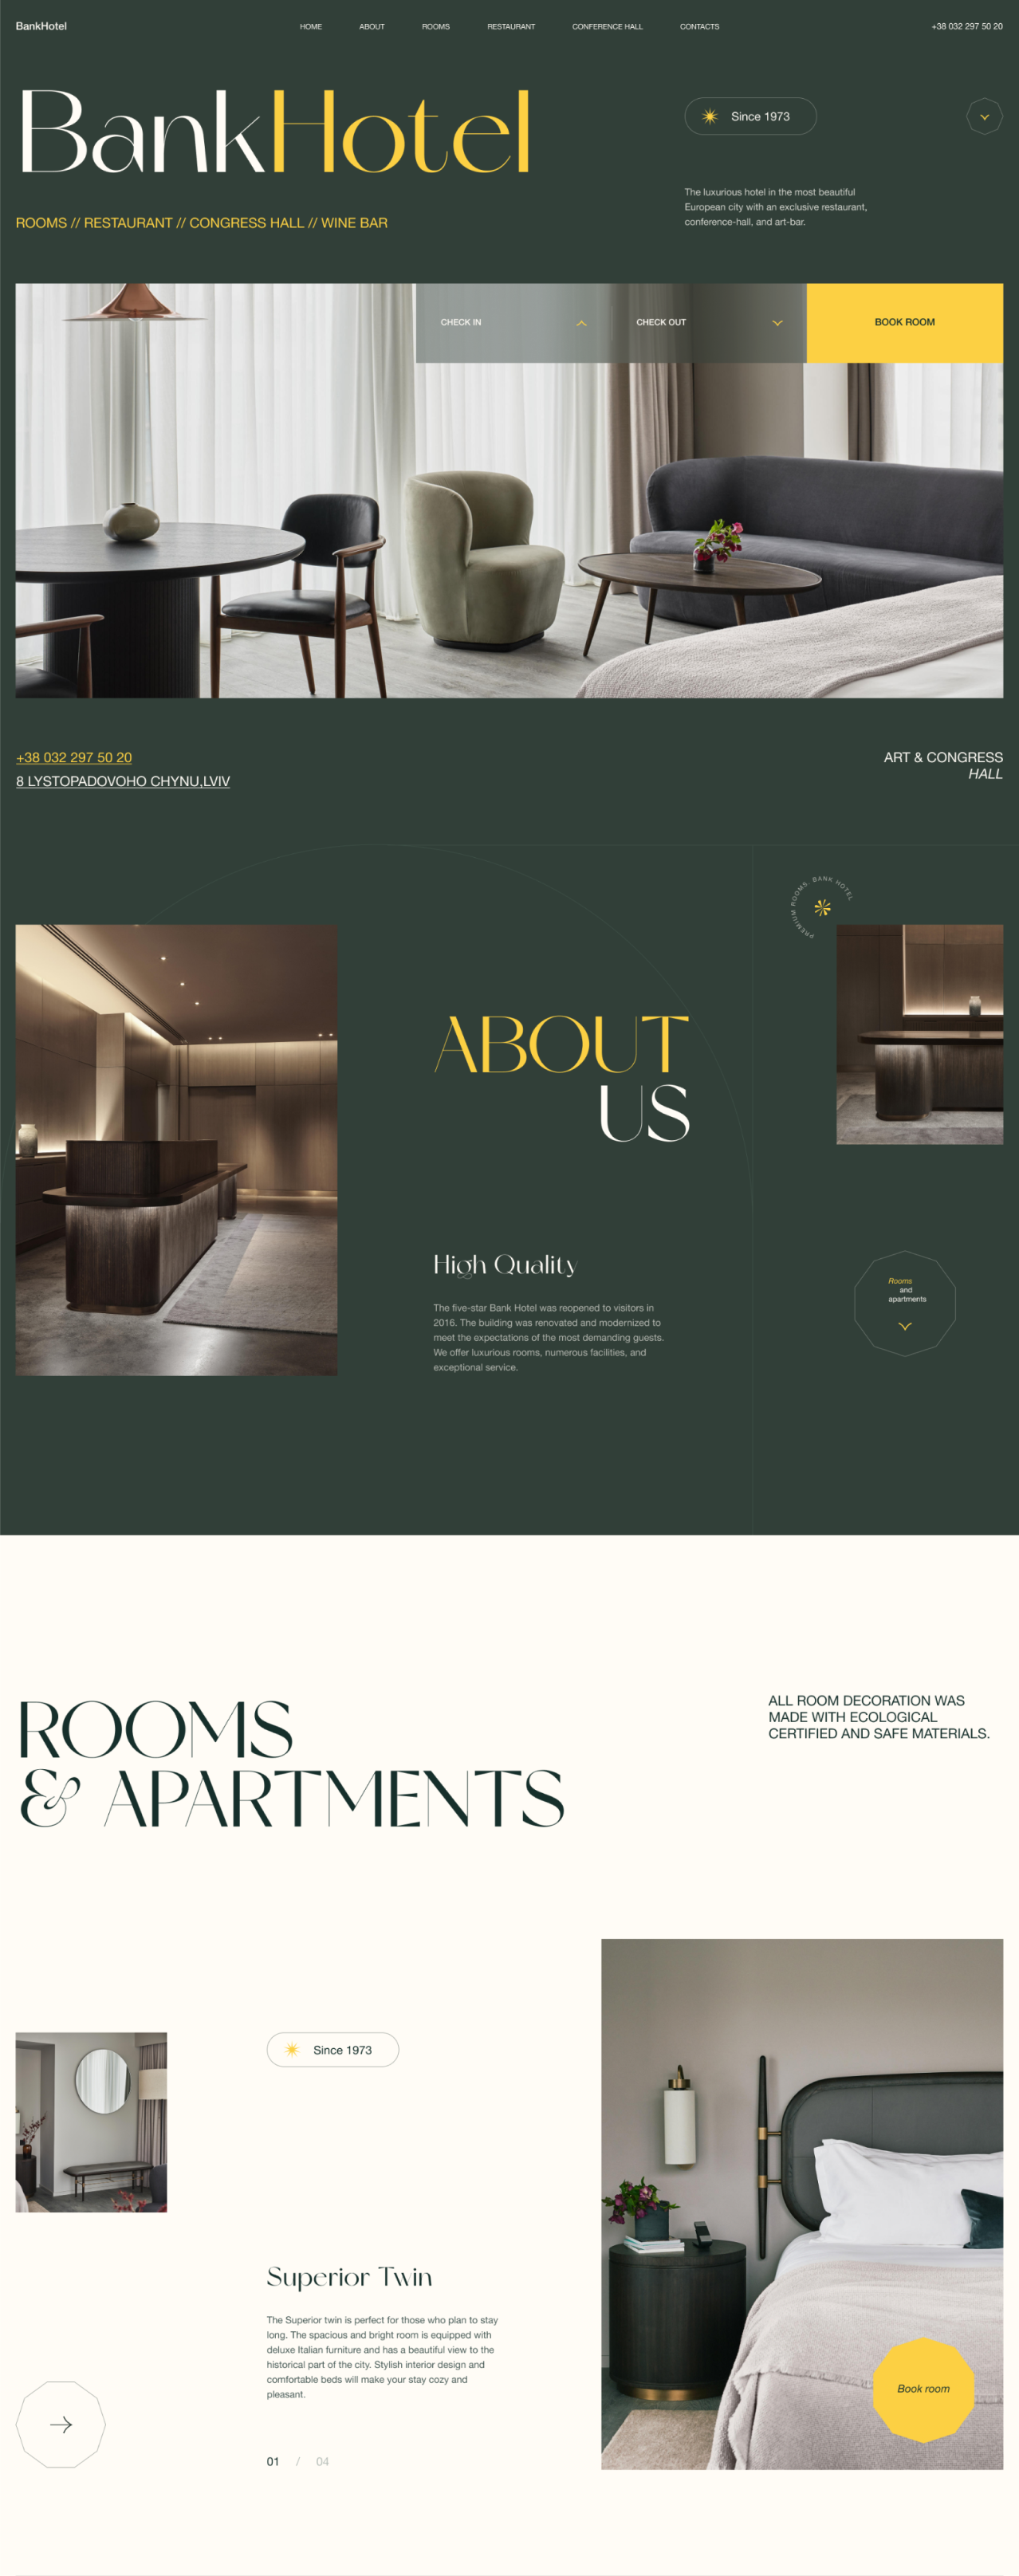 BankHotel
HOME ABOUT ROOMS RESTAURANT CONFERENCE HALL CONTACTS
+38 032 297 50 20
BankHotel
Since 1973
The luxurious hotel in the most beautiful
European city with an exclusive restaurant,
conference-hall, and art-bar.
ROOMS // RESTAURANT // CONGRESS HALL // WINE BAR
CHECK IN
CHECK OUT
BOOK ROOM
+38 032 297 50 20
8 LYSTOPADOVOHO CHYNU,LVIV
ART & CONGRESS
HALL
PREMIUM ROOMS. BANK HOTEL
ABOUT
US
High Quality
The five-star Bank Hotel was reopened to visitors in
2016. The building was renovated and modernized to
meet the expectations of the most demanding guests.
We offer luxurious rooms, numerous facilities, and
exceptional service.
Rooms
and
apartments
ROOMS
& APARTMENTS
ALL ROOM DECORATION WAS
MADE WITH ECOLOGICAL
CERTIFIED AND SAFE MATERIALS.
Since 1973
Superior Twin
The Superior twin is perfect for those who plan to stay
long. The spacious and bright room is equipped with
deluxe Italian furniture and has a beautiful view to the
historical part of the city. Stylish interior design and
comfortable beds will make your stay cozy and
pleasant.
01 / 04
Book room